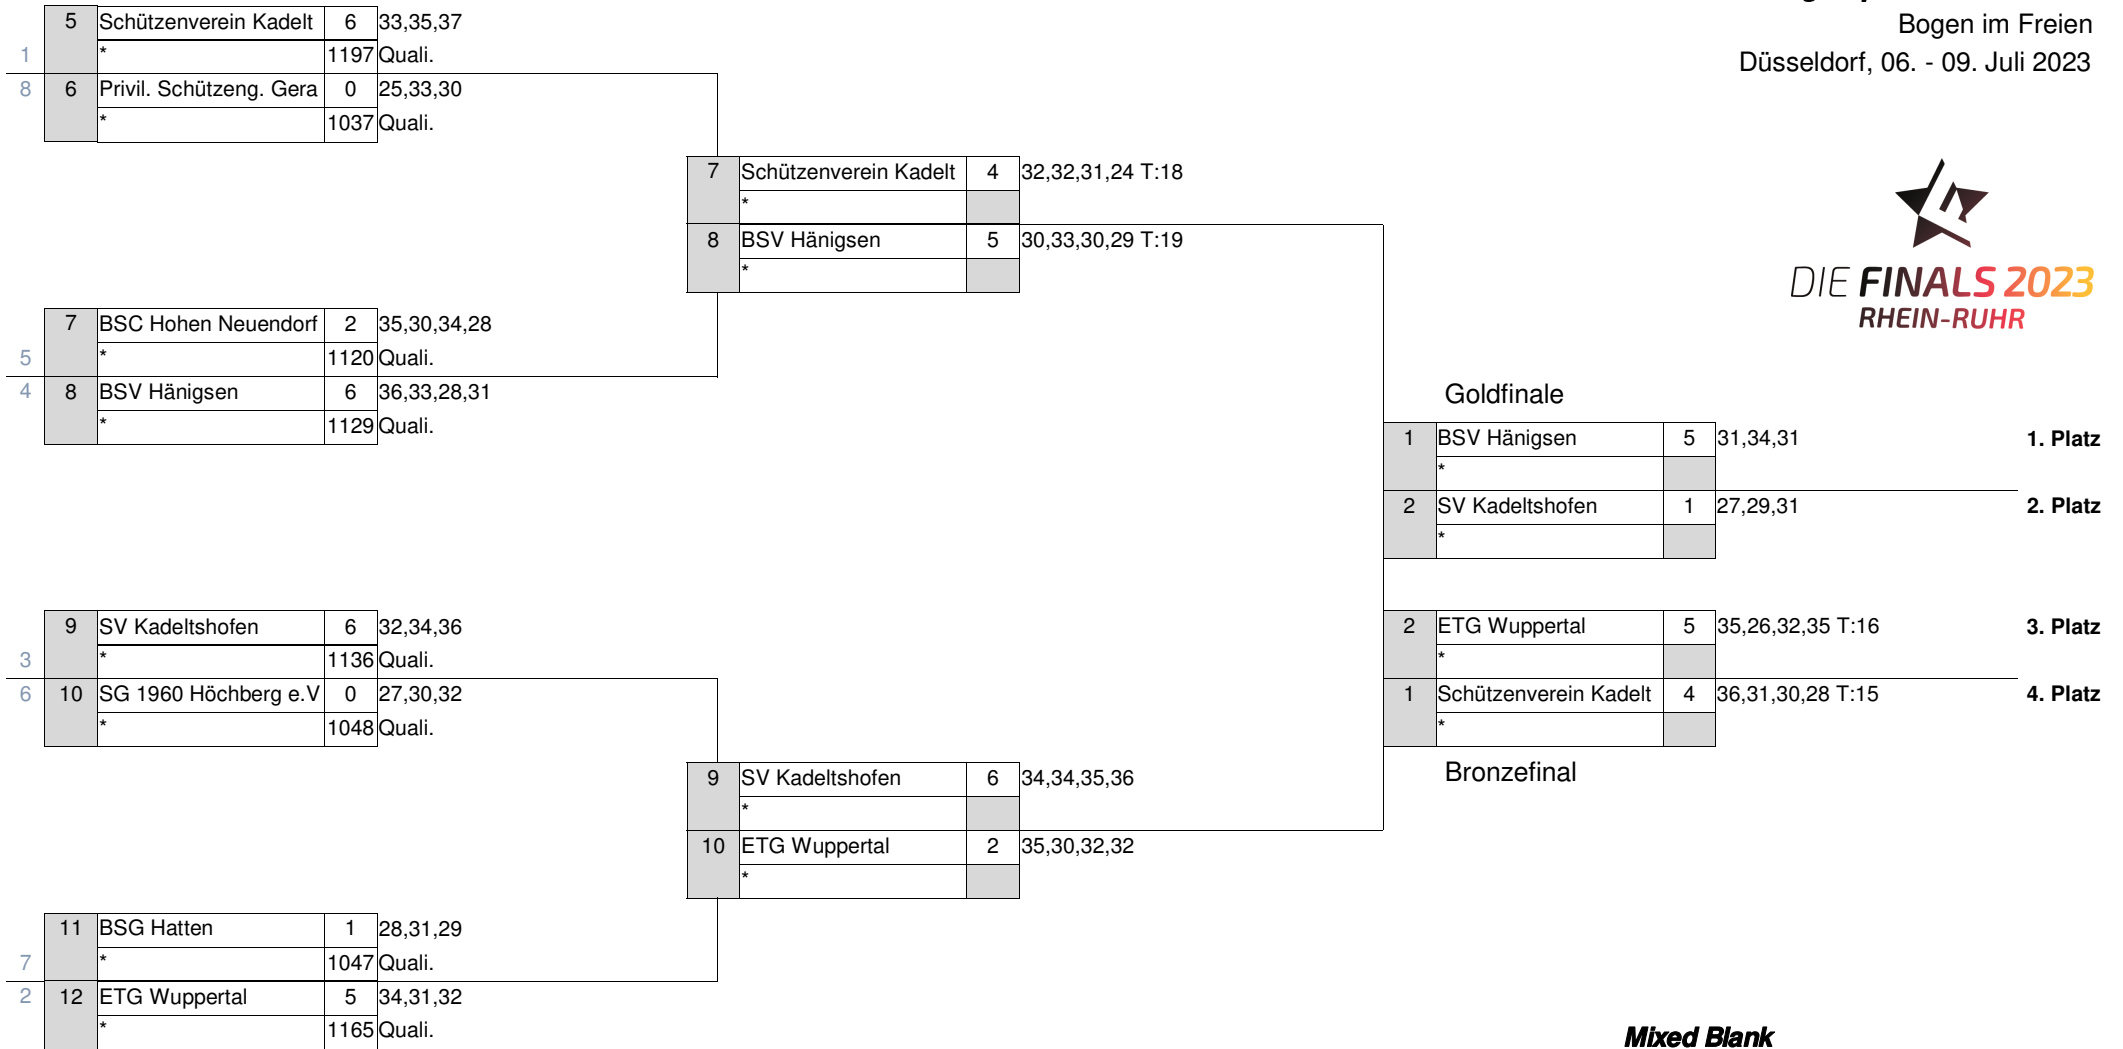 5 Schützenverein Kadelt 6 33,35,37
1 * 1197 Quali.
8 6 Privil. Schützeng. Gera 0 25,33,30
* 1037 Quali.
Bogen im Freien
Düsseldorf, 06. - 09. Juli 2023
7 Schützenverein Kadelt 4 32,32,31,24 T:18
*
8 BSV Hänigsen 5 30,33,30,29 T:19
*
DIE FINALS 2023
RHEIN-RUHR
7 BSC Hohen Neuendorf 2 35,30,34,28
5 * 1120 Quali.
4 8 BSV Hänigsen 6 36,33,28,31
* 1129 Quali.
Goldfinale
1 BSV Hänigsen 5 31,34,31 1. Platz
*
2 SV Kadeltshofen 1 27,29,31 2. Platz
*
9 SV Kadeltshofen 6 32,34,36
3 * 1136 Quali.
6 10 SG 1960 Höchberg e.V 0 27,30,32
* 1048 Quali.
2 ETG Wuppertal 5 35,26,32,35 T:16 3. Platz
*
1 Schützenverein Kadelt 4 36,31,30,28 T:15 4. Platz
*
Bronzefinal
9 SV Kadeltshofen 6 34,34,35,36
*
10 ETG Wuppertal 2 35,30,32,32
*
11 BSG Hatten 1 28,31,29
7 * 1047 Quali.
2 12 ETG Wuppertal 5 34,31,32
* 1165 Quali.
Mixed Blank